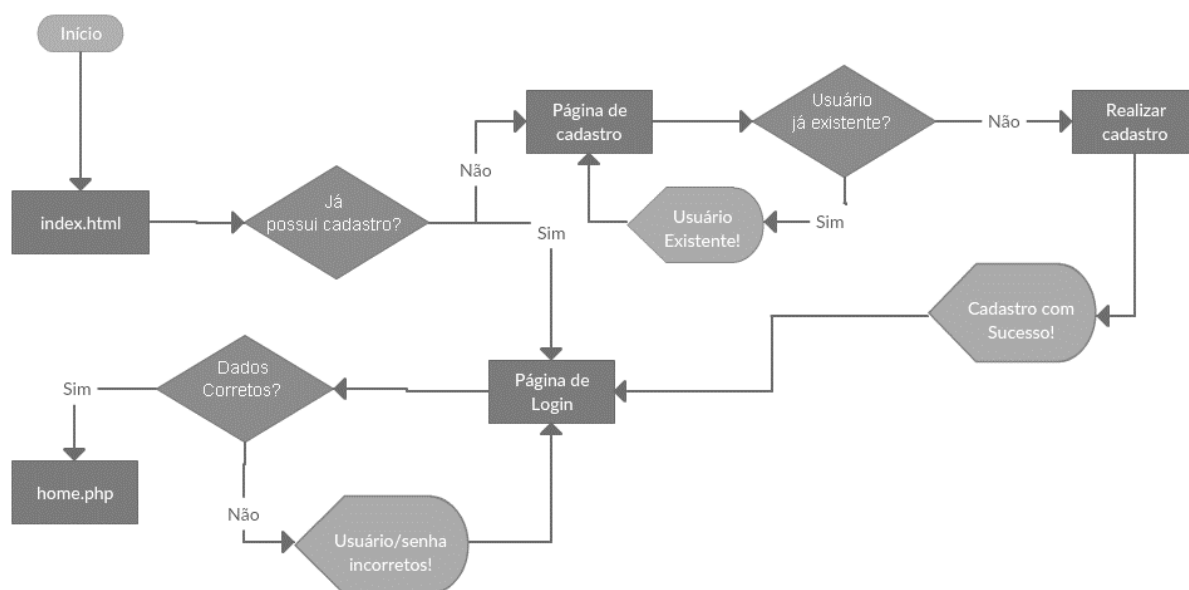 Início
index.html
Já
possui cadastro?
Não
Sim
Página de
cadastro
Usuário
já existente?
Não
Realizar
cadastro
Sim
Usuário
Existente!
Cadastro com
Sucesso!
Página de
Login
Dados
Corretos?
Sim
home.php
Não
Usuário/senha
incorretos!